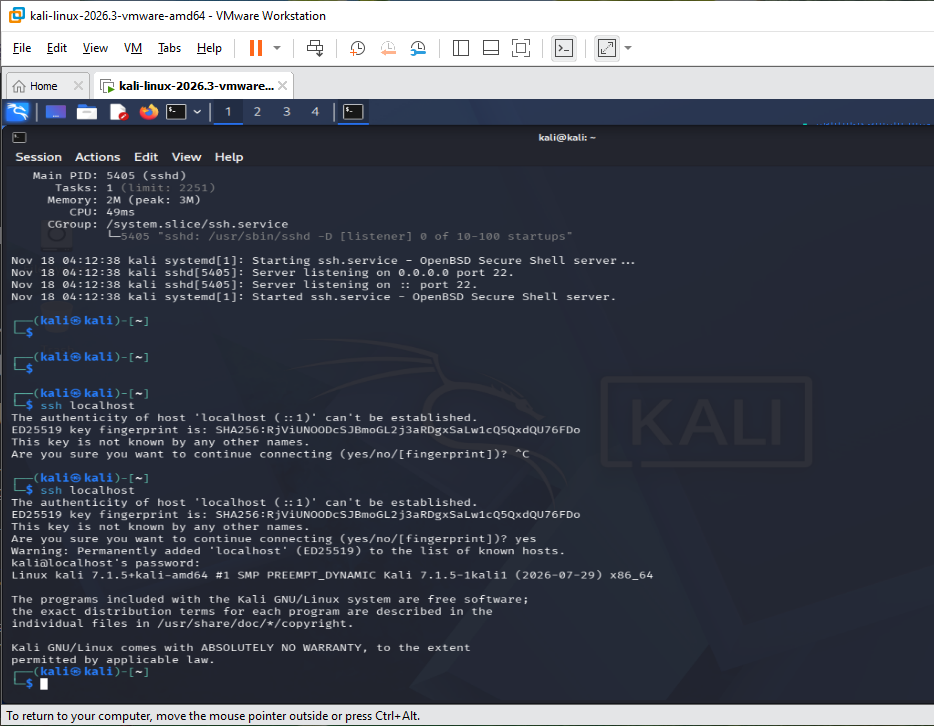 kali-linux-2026.3-vmware-amd64 - VMware Workstation
File Edit View VM Tabs Help
Home kali-linux-2026.3-vmware...
1 2 3 4
kali@kali: ~
Session Actions Edit View Help
Main PID: 5405 (sshd)
Tasks: 1 (limit: 2251)
Memory: 2M (peak: 3M)
CPU: 49ms
CGroup: /system.slice/ssh.service
└─5405 "sshd: /usr/sbin/sshd -D [listener] 0 of 10-100 startups"
Nov 18 04:12:38 kali systemd[1]: Starting ssh.service - OpenBSD Secure Shell server...
Nov 18 04:12:38 kali sshd[5405]: Server listening on 0.0.0.0 port 22.
Nov 18 04:12:38 kali sshd[5405]: Server listening on :: port 22.
Nov 18 04:12:38 kali systemd[1]: Started ssh.service - OpenBSD Secure Shell server.
┌──(kali㉿kali)-[~]
└─$
┌──(kali㉿kali)-[~]
└─$
┌──(kali㉿kali)-[~]
└─$ ssh localhost
The authenticity of host 'localhost (::1)' can't be established.
ED25519 key fingerprint is: SHA256:RjViUNOODcSJBmoGL2j3aRDgxSaLw1cQ5QxdQU76FDo
This key is not known by any other names.
Are you sure you want to continue connecting (yes/no/[fingerprint])? ^C
┌──(kali㉿kali)-[~]
└─$ ssh localhost
The authenticity of host 'localhost (::1)' can't be established.
ED25519 key fingerprint is: SHA256:RjViUNOODcSJBmoGL2j3aRDgxSaLw1cQ5QxdQU76FDo
This key is not known by any other names.
Are you sure you want to continue connecting (yes/no/[fingerprint])? yes
Warning: Permanently added 'localhost' (ED25519) to the list of known hosts.
kali@localhost's password:
Linux kali 7.1.5+kali-amd64 #1 SMP PREEMPT_DYNAMIC Kali 7.1.5-1kali1 (2026-07-29) x86_64
The programs included with the Kali GNU/Linux system are free software;
the exact distribution terms for each program are described in the
individual files in /usr/share/doc/*/copyright.
Kali GNU/Linux comes with ABSOLUTELY NO WARRANTY, to the extent
permitted by applicable law.
┌──(kali㉿kali)-[~]
└─$
KALI
To return to your computer, move the mouse pointer outside or press Ctrl+Alt.